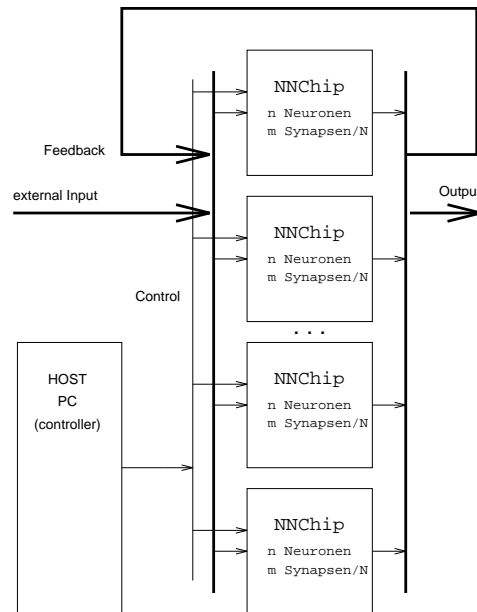 NNChip
n Neuronen
m Synapsen/N
Feedback
external Input
Output
NNChip
n Neuronen
m Synapsen/N
Control
. . .
HOST
PC
(controller)
NNChip
n Neuronen
m Synapsen/N
NNChip
n Neuronen
m Synapsen/N